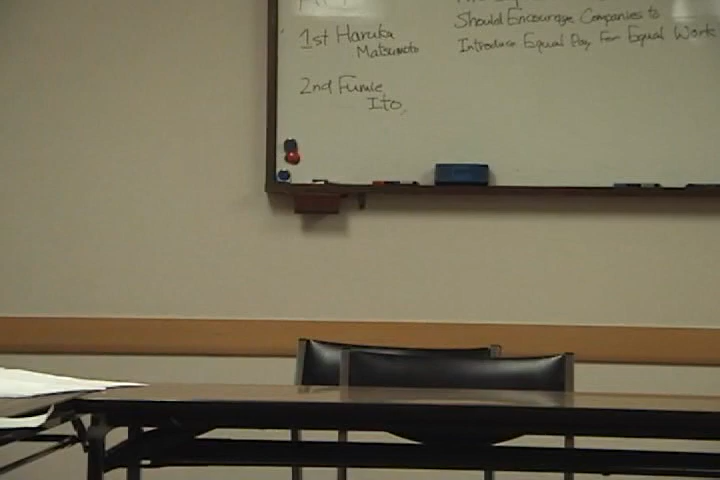 1st Haruka
Matsumoto
2nd Fumie
Ito,
Should Encourage Companies to
Introduce Equal Pay For Equal Work